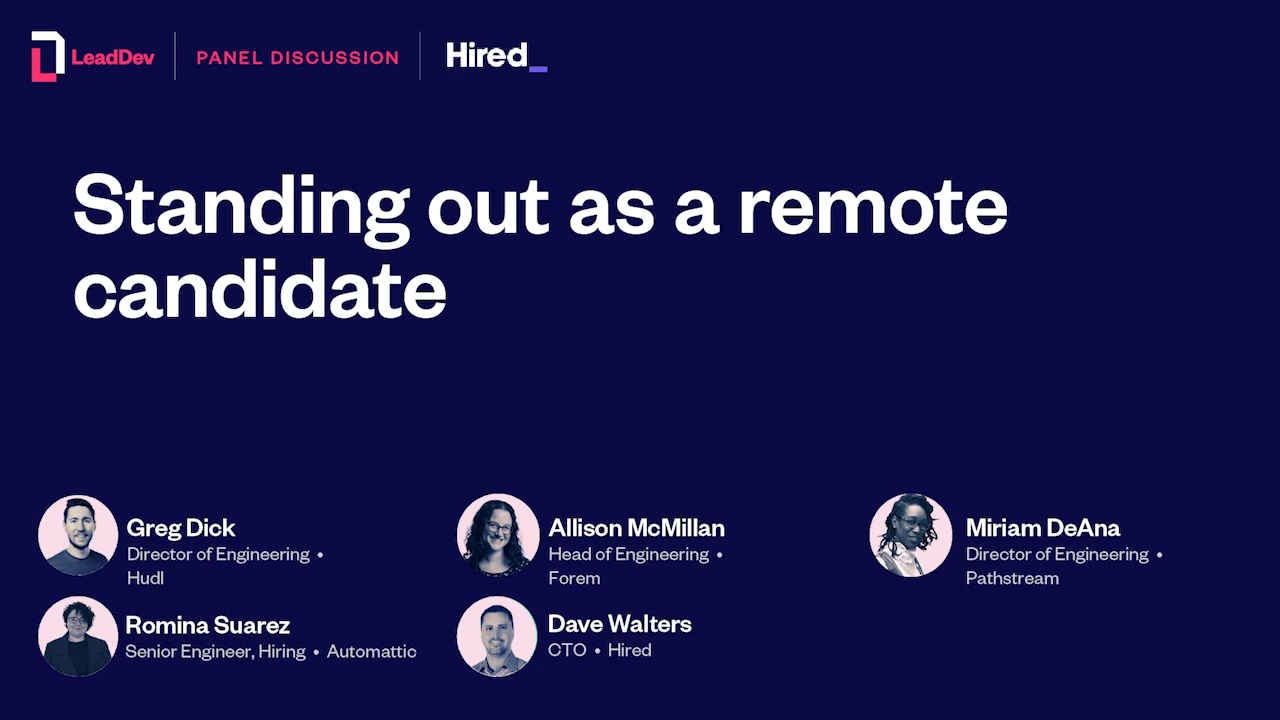 LeadDev
PANEL DISCUSSION
Hired_
Standing out as a remote
candidate
Greg Dick
Director of Engineering •
Hudl
Allison McMillan
Head of Engineering •
Forem
Miriam DeAna
Director of Engineering •
Pathstream
Romina Suarez
Senior Engineer, Hiring • Automattic
Dave Walters
CTO • Hired